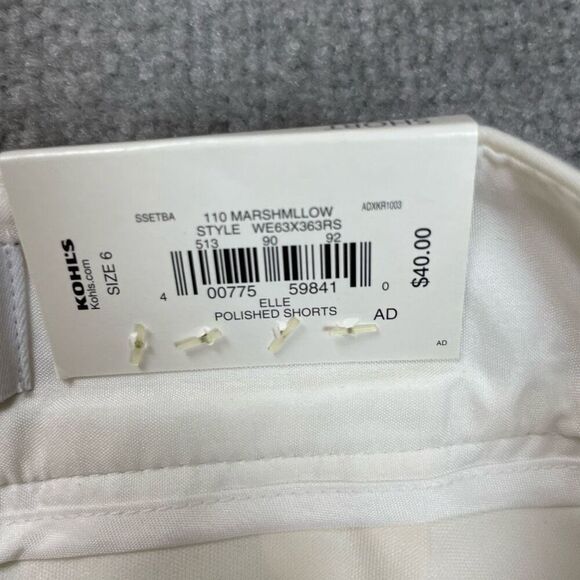 SHORT
SSETBA 110 MARSHMLLOW ADXKR1003
STYLE WE63X363RS
513 90 92
KOHL'S
Kohls.com
SIZE 6
4 00775 59841 0
$40.00
ELLE
POLISHED SHORTS AD
AD